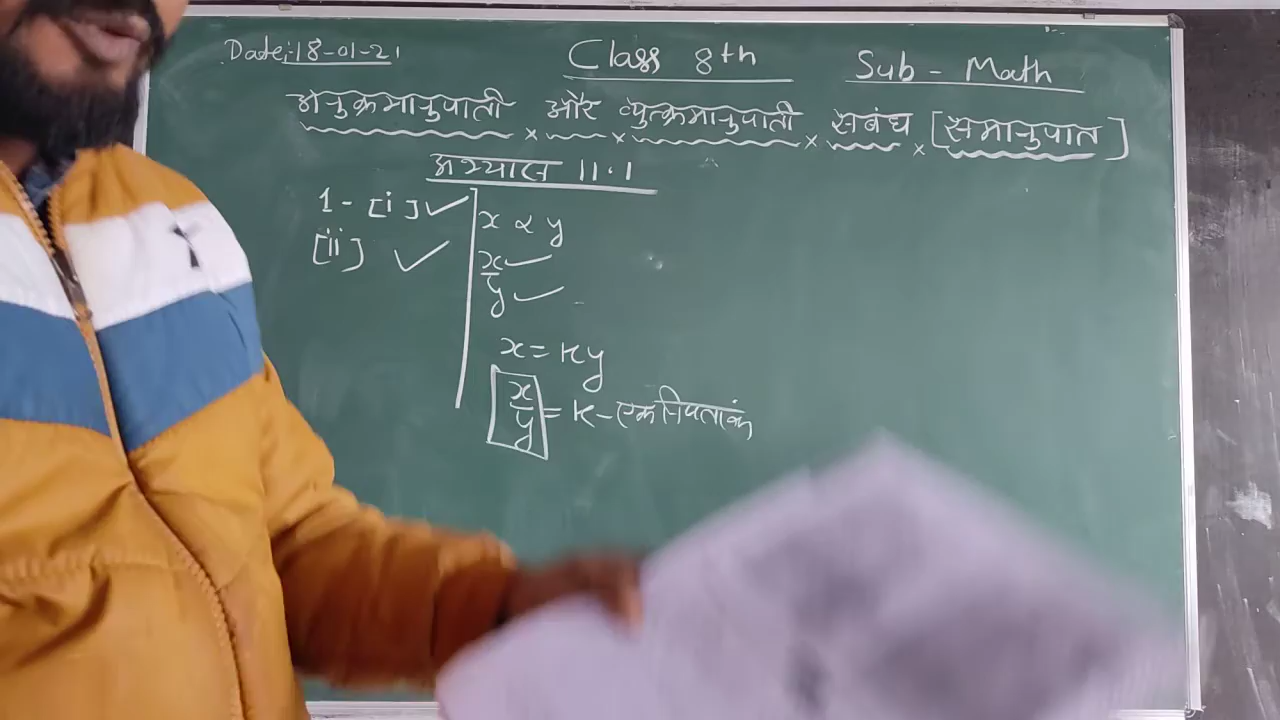 Date:-18-01-21 Class 8th Sub - Math
अनुक्रमानुपाती और व्युत्क्रमानुपाती सबंध [समानुपात]
अभ्यास 11.1
1- [i] ✓
[ii] ✓
x ∝ y
x ✓
y ✓
x = ky
x/y = k -